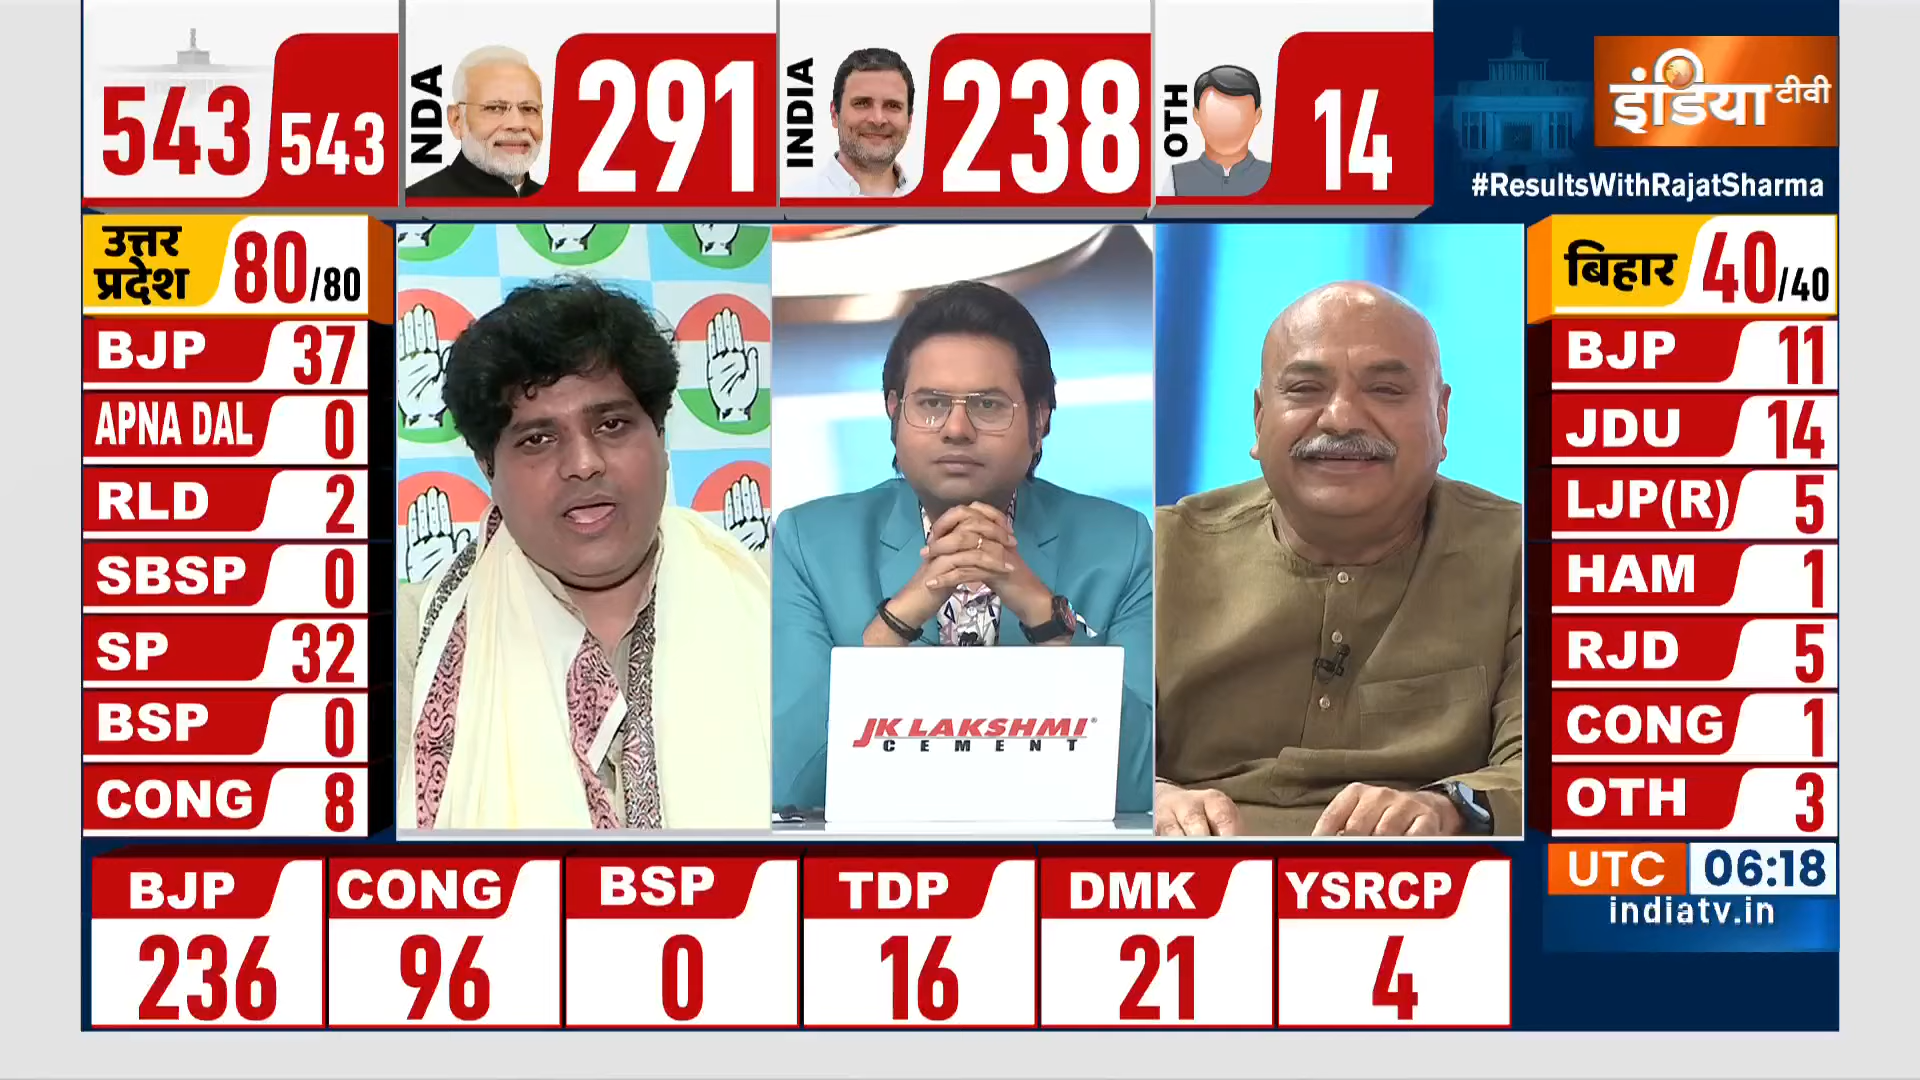 543
543
NDA
291
INDIA
238
OTH
14
इंडिया टीवी
#ResultsWithRajatSharma
उत्तर
प्रदेश
80/80
BJP 37
APNA DAL 0
RLD 2
SBSP 0
SP 32
BSP 0
CONG 8
JK LAKSHMI
CEMENT
बिहार 40/40
BJP 11
JDU 14
LJP(R) 5
HAM 1
RJD 5
CONG 1
OTH 3
UTC 06:18
indiatv.in
BJP
236
CONG
96
BSP
0
TDP
16
DMK
21
YSRCP
4